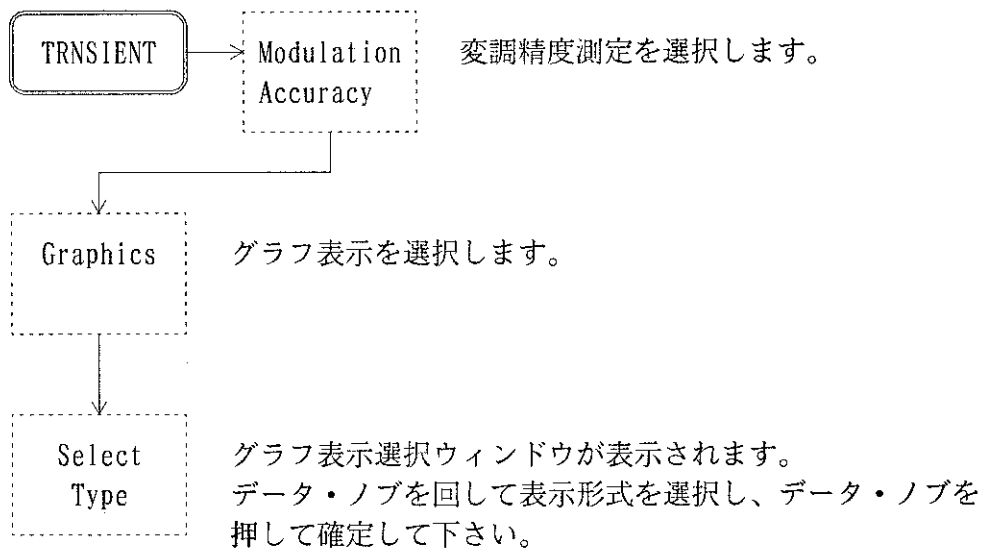 TRNSIENT
Modulation
Accuracy
変調精度測定を選択します。
Graphics
グラフ表示を選択します。
Select
Type
グラフ表示選択ウィンドウが表示されます。
データ・ノブを回して表示形式を選択し、データ・ノブを
押して確定して下さい。